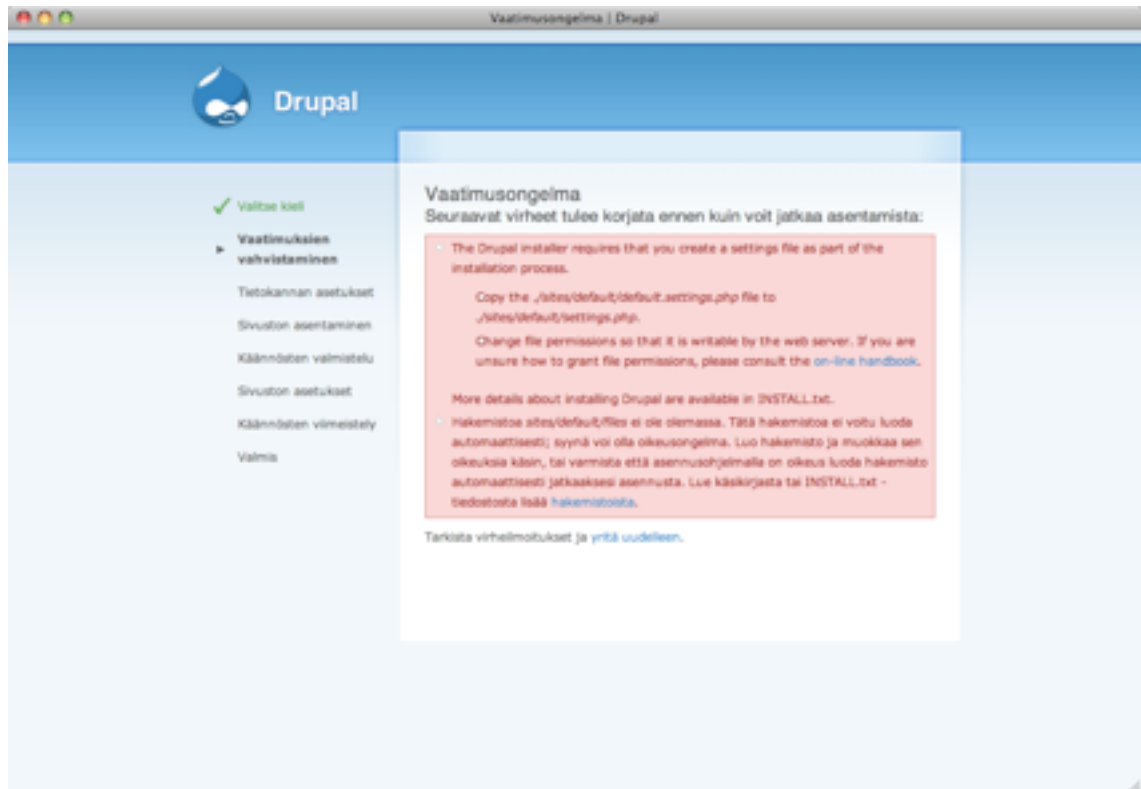 Vaatimusongelma | Drupal
Drupal
Valitse kieli
Vaatimuksien
vahvistaminen
Tietokannan asetukset
Sivuston asentaminen
Käännösten valmistelu
Sivuston asetukset
Käännösten viimeistely
Valmis
Vaatimusongelma
Seuraavat virheet tulee korjata ennen kuin voit jatkaa asentamista:
The Drupal installer requires that you create a settings file as part of the
installation process.
Copy the ./sites/default/default.settings.php file to
./sites/default/settings.php.
Change file permissions so that it is writable by the web server. If you are
unsure how to grant file permissions, please consult the on-line handbook.
More details about installing Drupal are available in INSTALL.txt.
Hakemistoa sites/default/files ei ole olemassa. Tätä hakemistoa ei voitu luoda
automaattisesti; syynä voi olla oikeusongelma. Luo hakemisto ja muokkaa sen
oikeuksia käsin, tai varmista että asennusohjelmalla on oikeus luoda hakemisto
automaattisesti jatkaaksesi asennusta. Lue käsikirjasta tai INSTALL.txt -
tiedostosta lisää hakemistoista.
Tarkista virheilmoitukset ja yritä uudelleen.